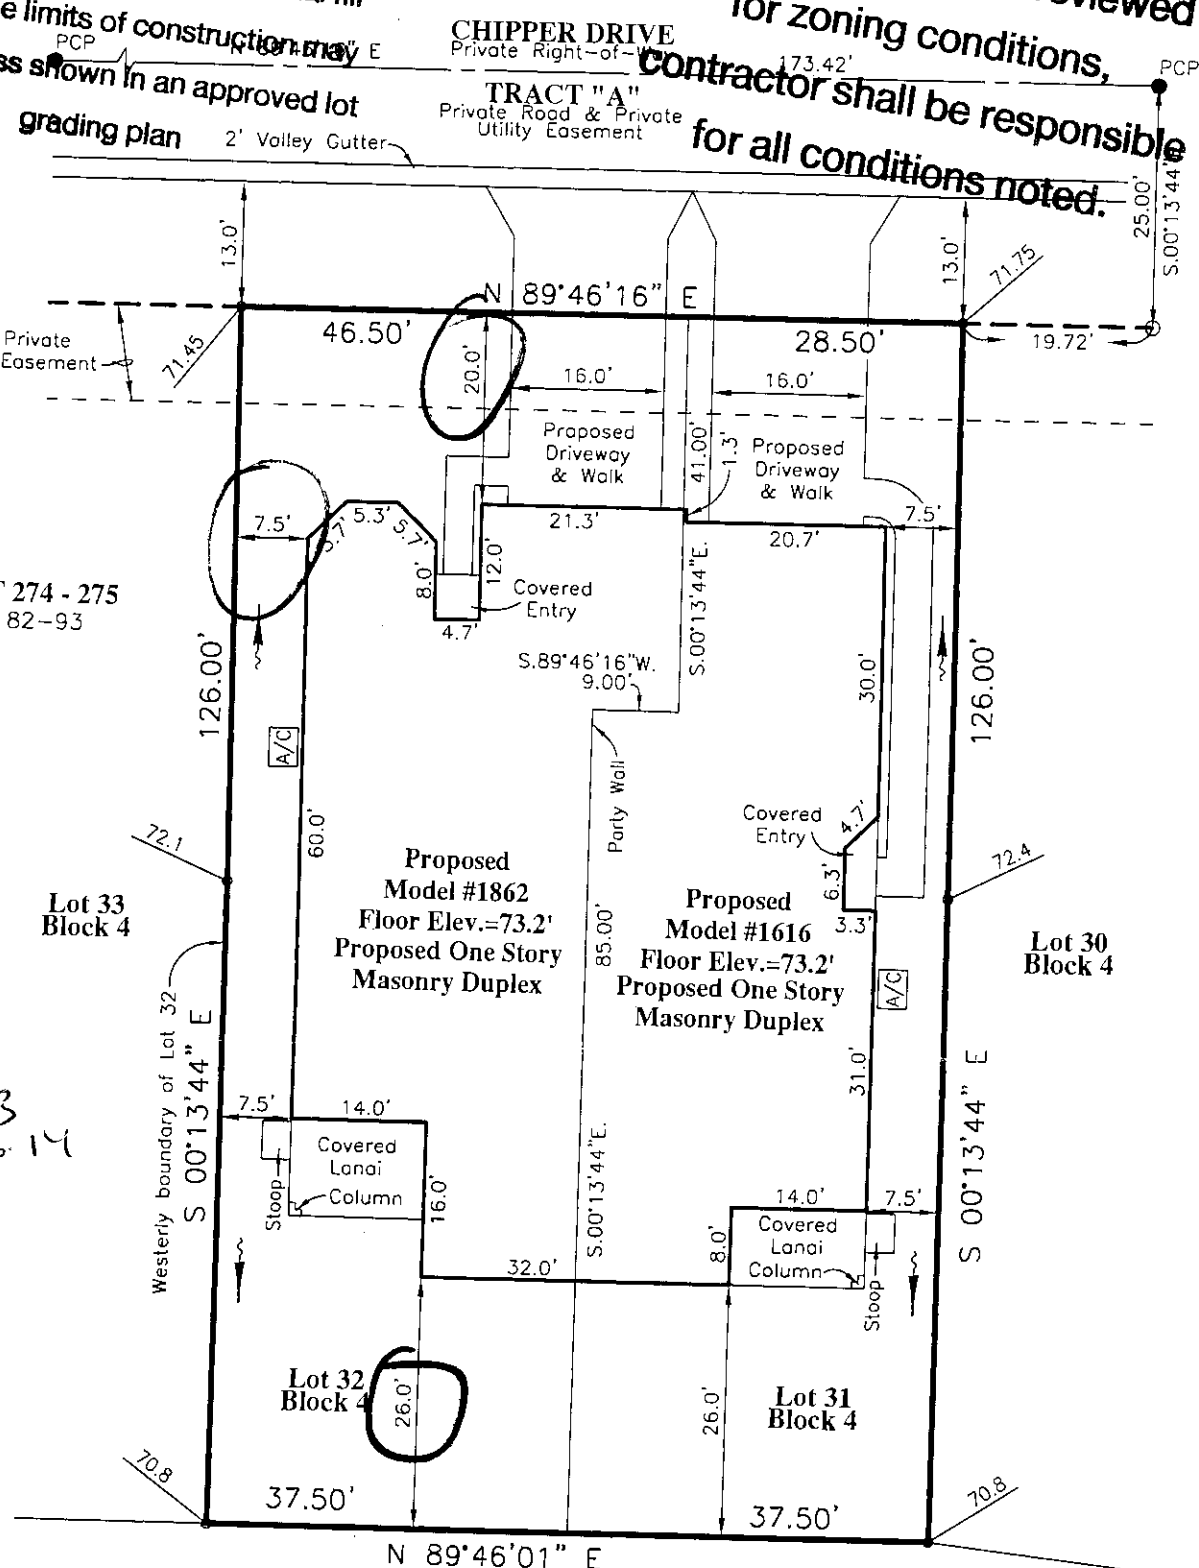 e limits of construction may
ss shown in an approved lot
grading plan
eviewed
for zoning conditions,
contractor shall be responsible
for all conditions noted.
PCP
E
CHIPPER DRIVE
Private Right-of-Way
173.42'
PCP
TRACT "A"
Private Road & Private
Utility Easement
2' Valley Gutter
25.00'
S.00°13'44"
13.0'
13.0'
71.75
N 89°46'16" E
46.50'
28.50'
19.72'
Private
Easement
71.45
20.0'
16.0'
16.0'
Proposed
Driveway
& Walk
41.00'
1.3'
Proposed
Driveway
& Walk
7.5'
5.3'
5.7'
5.7'
21.3'
20.7'
7.5'
8.0'
12.0'
Covered
Entry
4.7'
274 - 275
82-93
S.00°13'44"E.
S.89°46'16"W.
9.00'
30.0'
126.00'
126.00'
A/C
Party Wall
60.0'
Covered
Entry
4.7'
6.3'
3.3'
72.1
72.4
Lot 33
Block 4
Proposed
Model #1862
Floor Elev.=73.2'
Proposed One Story
Masonry Duplex
85.00'
Proposed
Model #1616
Floor Elev.=73.2'
Proposed One Story
Masonry Duplex
Lot 30
Block 4
A/C
Westerly boundary of Lot 32
S 00°13'44" E
31.0'
S 00°13'44" E
3
14
7.5'
14.0'
Covered
Lanai
Column
Stoop
16.0'
S.00°13'44"E.
14.0'
7.5'
8.0'
Covered
Lanai
Column
Stoop
32.0'
Lot 32
Block 4
26.0'
26.0'
Lot 31
Block 4
70.8
70.8
37.50'
37.50'
N 89°46'01" E